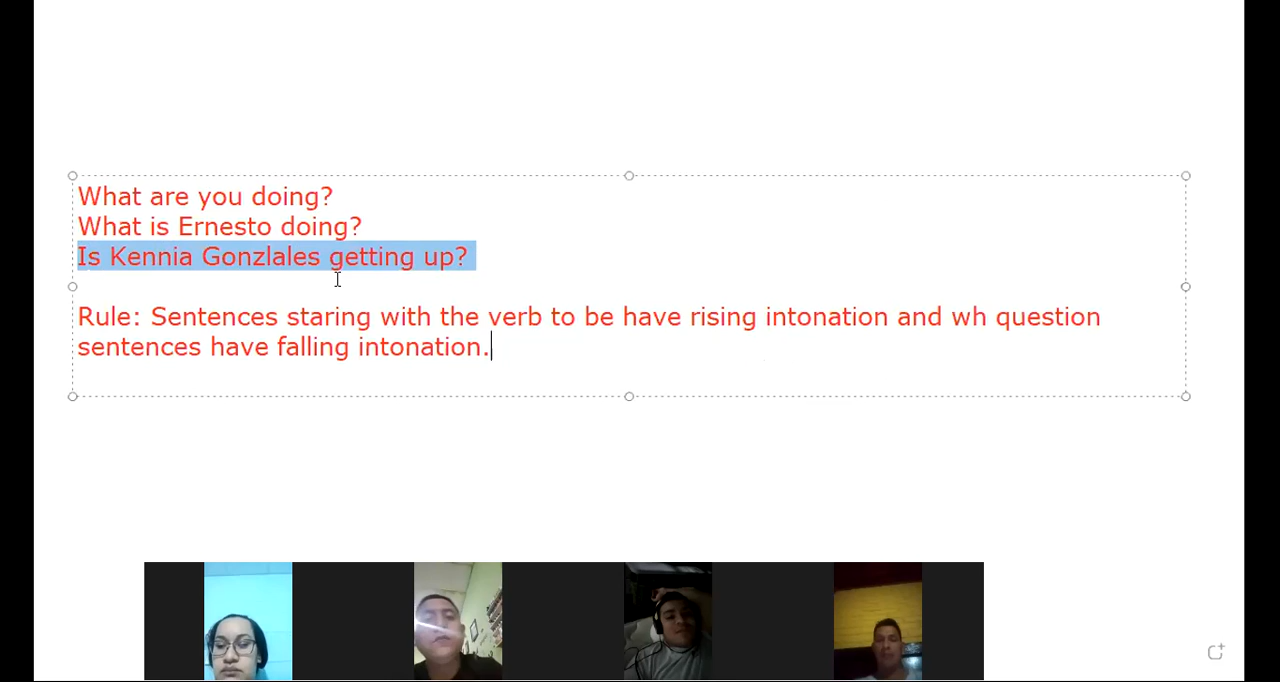 What are you doing?
What is Ernesto doing?
Is Kennia Gonzlales getting up?
Rule: Sentences staring with the verb to be have rising intonation and wh question
sentences have falling intonation.